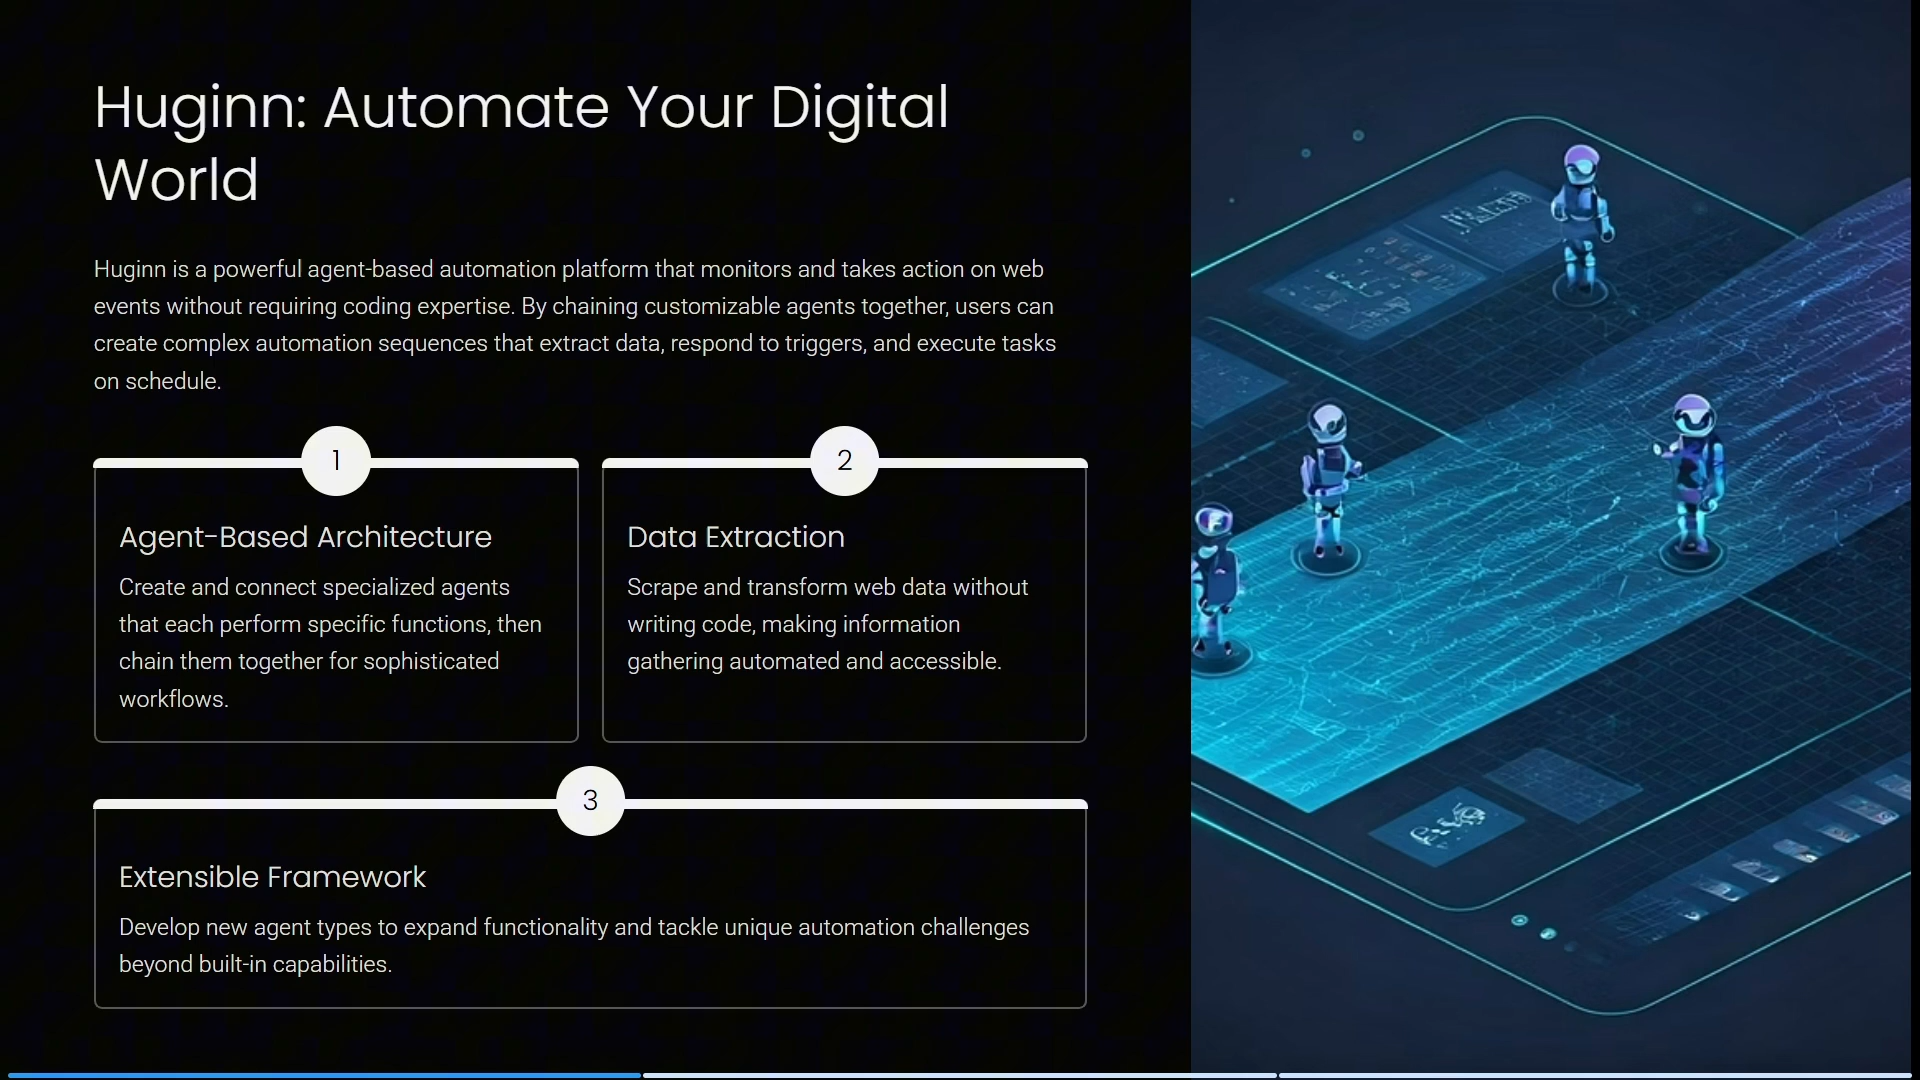 Huginn: Automate Your Digital
World
Huginn is a powerful agent-based automation platform that monitors and takes action on web
events without requiring coding expertise. By chaining customizable agents together, users can
create complex automation sequences that extract data, respond to triggers, and execute tasks
on schedule.
1
Agent-Based Architecture
Create and connect specialized agents
that each perform specific functions, then
chain them together for sophisticated
workflows.
2
Data Extraction
Scrape and transform web data without
writing code, making information
gathering automated and accessible.
3
Extensible Framework
Develop new agent types to expand functionality and tackle unique automation challenges
beyond built-in capabilities.